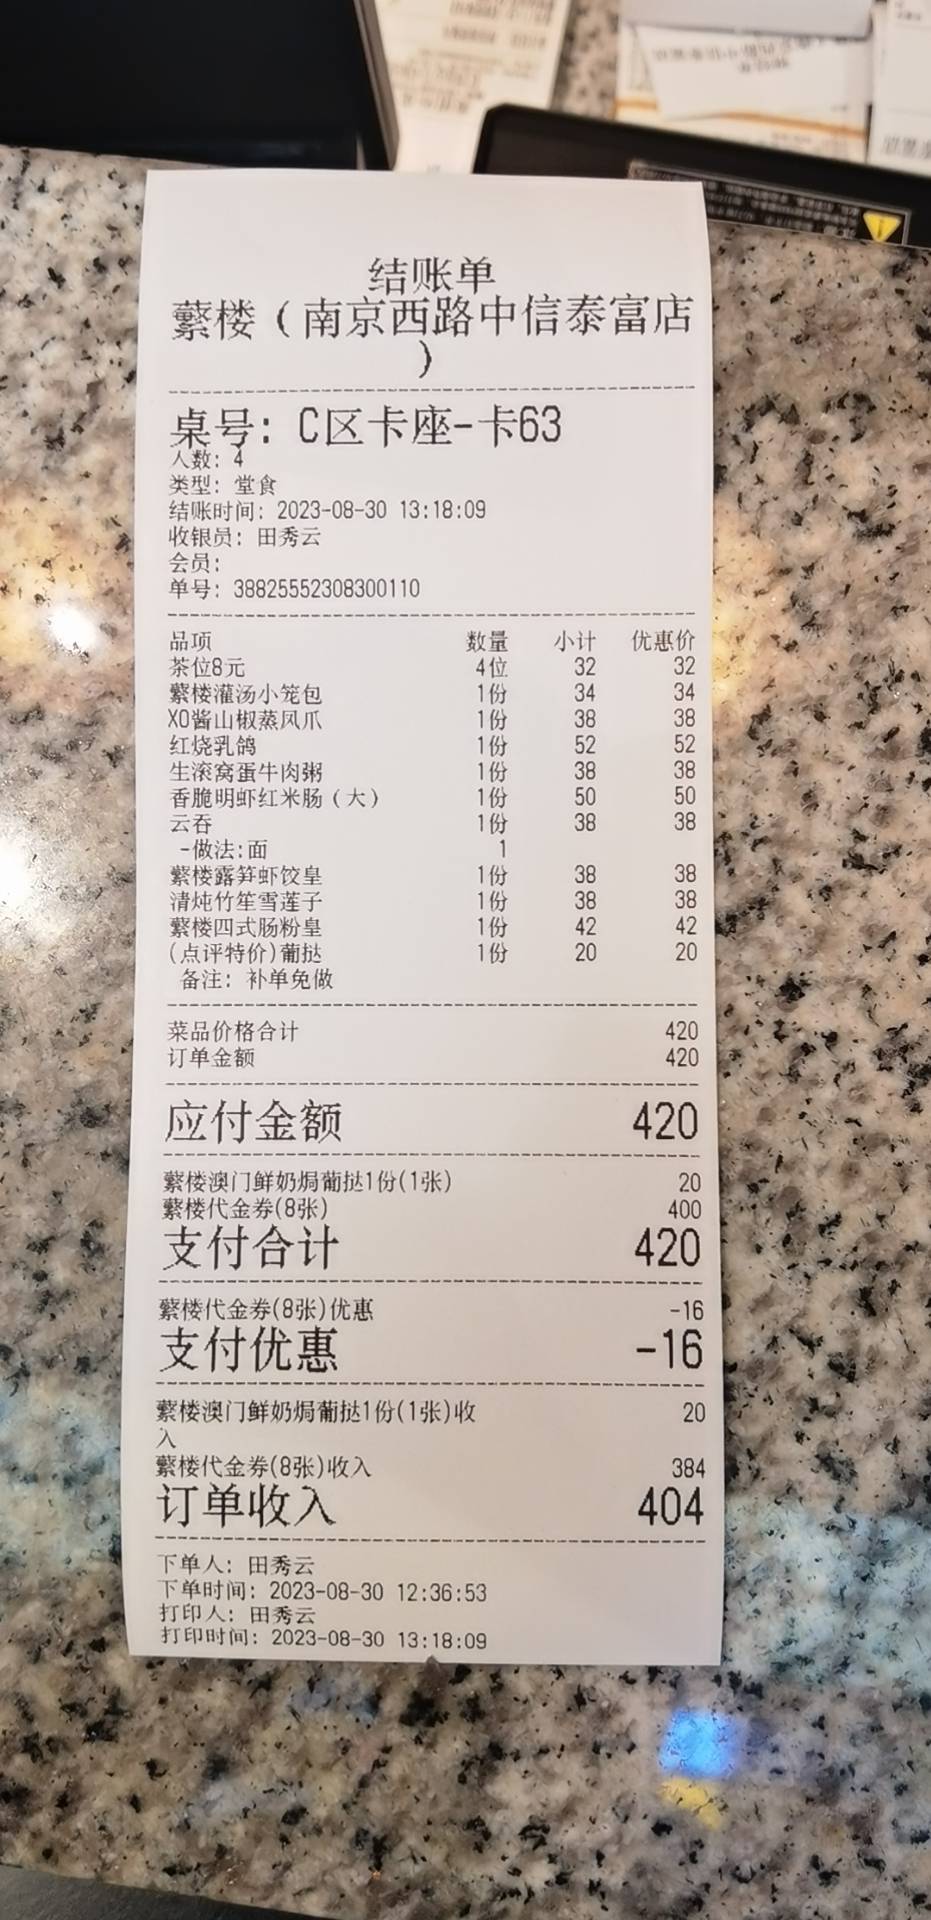 结账单
蘩楼（南京西路中信泰富店
）
桌号: C区卡座-卡63
人数: 4
类型: 堂食
结账时间: 2023-08-30 13:18:09
收银员: 田秀云
会员:
单号: 38825552308300110
品项 数量 小计 优惠价
茶位8元 4位 32 32
蘩楼灌汤小笼包 1份 34 34
XO酱山椒蒸凤爪 1份 38 38
红烧乳鸽 1份 52 52
生滚窝蛋牛肉粥 1份 38 38
香脆明虾红米肠（大） 1份 50 50
云吞 1份 38 38
-做法:面 1
蘩楼露笋虾饺皇 1份 38 38
清炖竹笙雪莲子 1份 38 38
蘩楼四式肠粉皇 1份 42 42
(点评特价)葡挞 1份 20 20
备注: 补单免做
菜品价格合计 420
订单金额 420
应付金额 420
蘩楼澳门鲜奶焗葡挞1份(1张) 20
蘩楼代金券(8张) 400
支付合计 420
蘩楼代金券(8张)优惠 -16
支付优惠 -16
蘩楼澳门鲜奶焗葡挞1份(1张)收 20
入
蘩楼代金券(8张)收入 384
订单收入 404
下单人: 田秀云
下单时间: 2023-08-30 12:36:53
打印人: 田秀云
打印时间: 2023-08-30 13:18:09